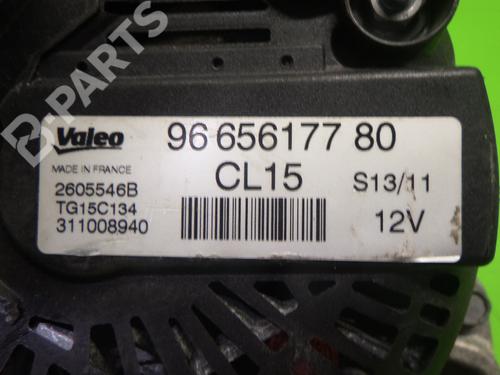 B-PARTS
Valeo
96 656177 80
MADE IN FRANCE
CL15
S13/11
2605546B
TG15C134
12V
311008940